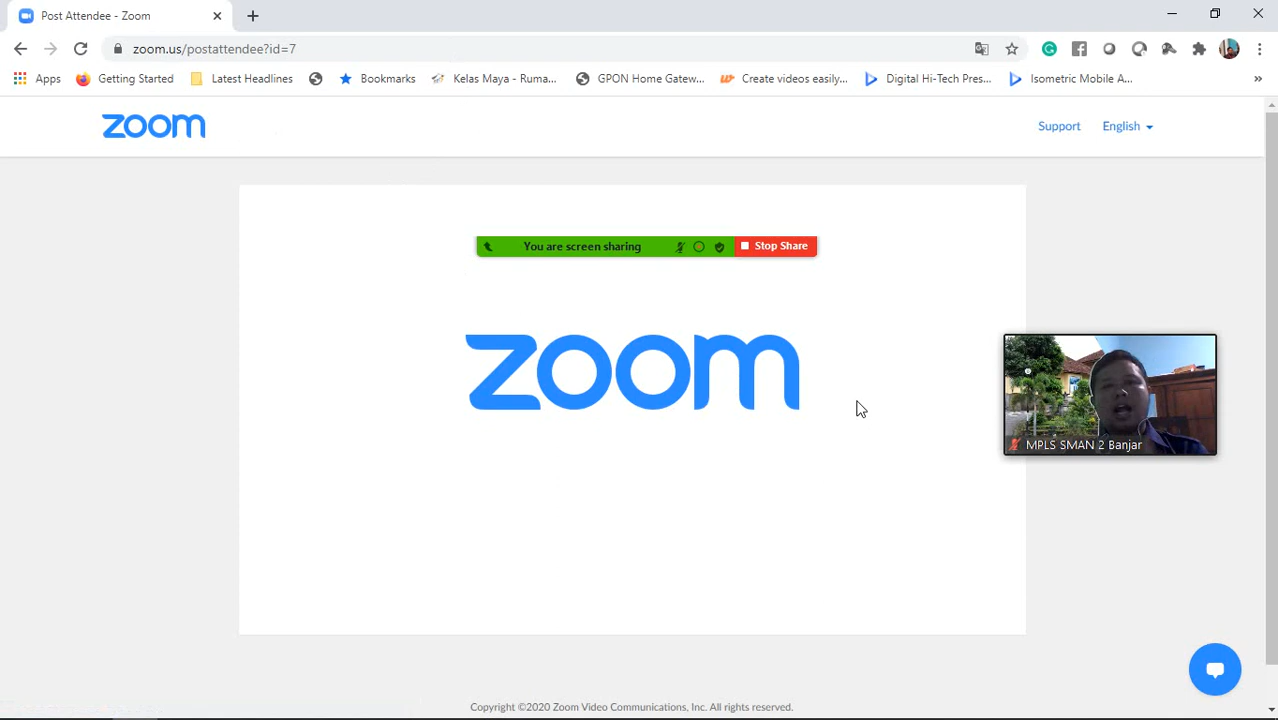 Post Attendee - Zoom
zoom.us/postattendee?id=7
Apps
Getting Started
Latest Headlines
Bookmarks
Kelas Maya - Ruma...
GPON Home Gatew...
Create videos easily...
Digital Hi-Tech Pres...
Isometric Mobile A...
zoom
Support
English
You are screen sharing
Stop Share
zoom
MPLS SMAN 2 Banjar
Copyright ©2020 Zoom Video Communications, Inc. All rights reserved.